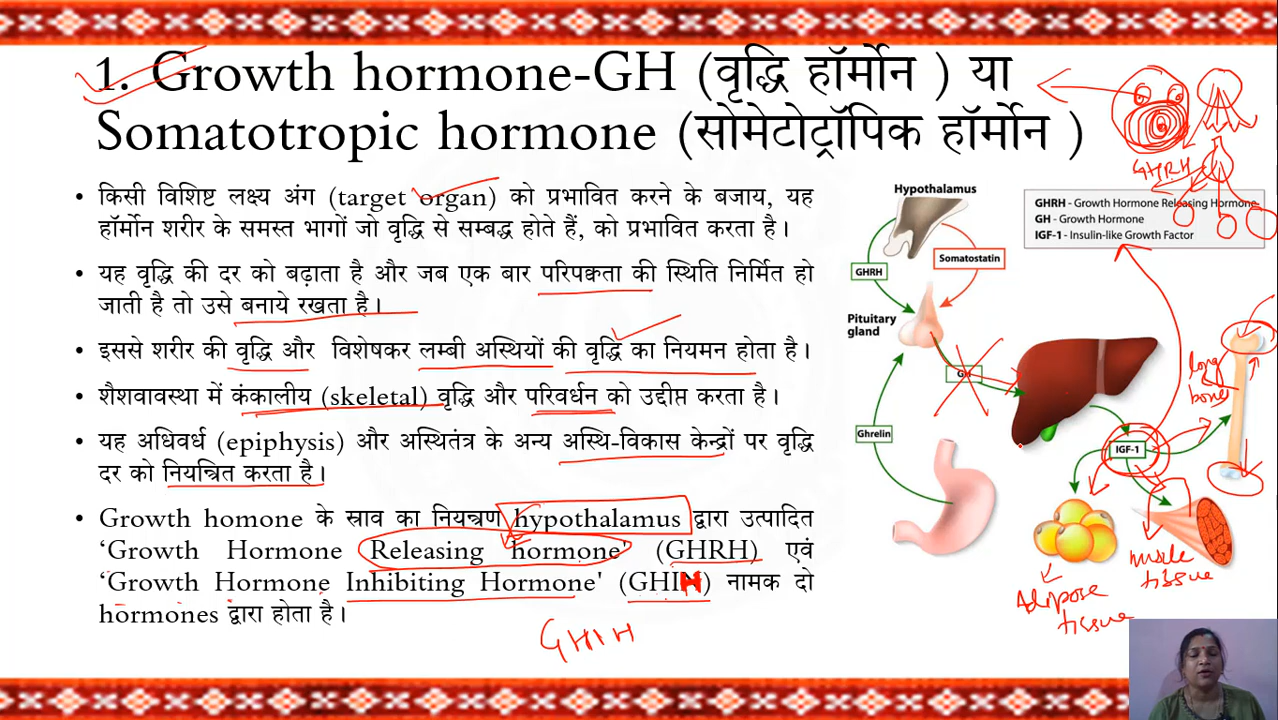 1. Growth hormone-GH (वृद्धि हॉर्मोन ) या
Somatotropic hormone (सोमेटोट्रॉपिक हॉर्मोन )
• किसी विशिष्ट लक्ष्य अंग (target organ) को प्रभावित करने के बजाय, यह
हॉर्मोन शरीर के समस्त भागों जो वृद्धि से सम्बद्ध होते हैं, को प्रभावित करता है।
• यह वृद्धि की दर को बढ़ाता है और जब एक बार परिपक्वता की स्थिति निर्मित हो
जाती है तो उसे बनाये रखता है।
• इससे शरीर की वृद्धि और विशेषकर लम्बी अस्थियों की वृद्धि का नियमन होता है।
• शैशवावस्था में कंकालीय (skeletal) वृद्धि और परिवर्धन को उद्दीप्त करता है।
• यह अधिवर्ध (epiphysis) और अस्थितंत्र के अन्य अस्थि-विकास केन्द्रों पर वृद्धि
दर को नियन्त्रित करता है।
• Growth homone के स्राव का नियन्त्रण hypothalamus द्वारा उत्पादित
‘Growth Hormone Releasing hormone' (GHRH) एवं
‘Growth Hormone Inhibiting Hormone' (GHIH) नामक दो
hormones द्वारा होता है।
GHIH
GHRH
Hypothalamus
GHRH - Growth Hormone Releasing Hormone
GH - Growth Hormone
IGF-1 - Insulin-like Growth Factor
GHRH
Somatostatin
Pituitary
gland
GH
long
bones
Ghrelin
IGF-1
muscle
tissue
Adipose
tissue